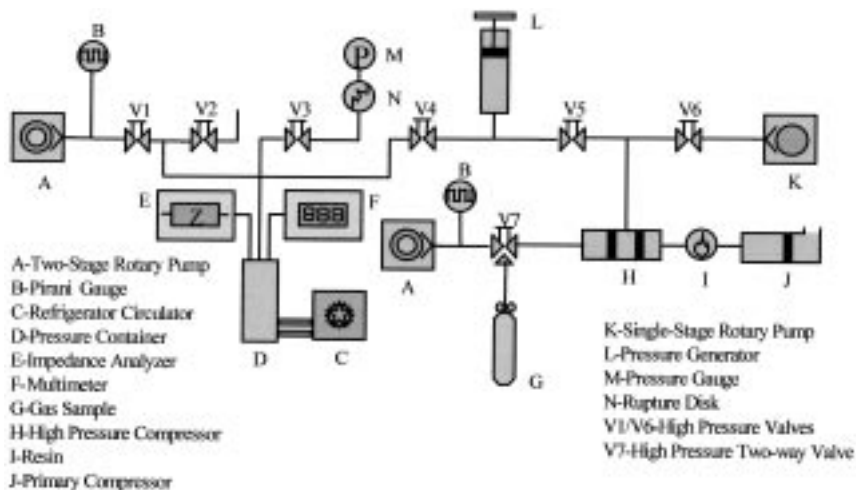 B
M
L
N
V1
V2
V3
V4
V5
V6
A
K
E
Z
F
888
B
V7
A
H
I
J
D
C
G
A-Two-Stage Rotary Pump
B-Pirani Gauge
C-Refrigerator Circulator
D-Pressure Container
E-Impedance Analyzer
F-Multimeter
G-Gas Sample
H-High Pressure Compressor
I-Resin
J-Primary Compressor
K-Single-Stage Rotary Pump
L-Pressure Generator
M-Pressure Gauge
N-Rupture Disk
V1/V6-High Pressure Valves
V7-High Pressure Two-way Valve
P